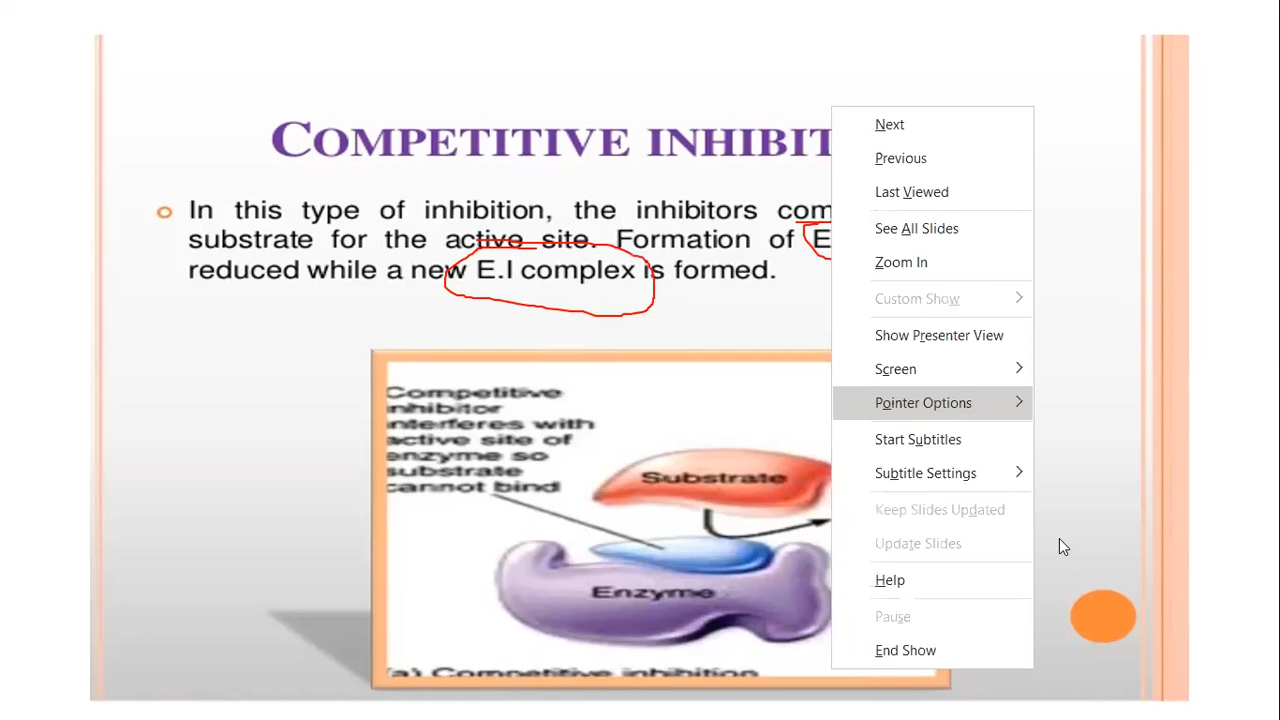 COMPETITIVE INHIBIT
In this type of inhibition, the inhibitors com
substrate for the active site. Formation of E
reduced while a new E.I complex is formed.
Competitive
inhibitor
interferes with
active site of
enzyme so
substrate
cannot bind
Substrate
Enzyme
(a) Competitive inhibition
Next
Previous
Last Viewed
See All Slides
Zoom In
Custom Show
Show Presenter View
Screen
Pointer Options
Start Subtitles
Subtitle Settings
Keep Slides Updated
Update Slides
Help
Pause
End Show